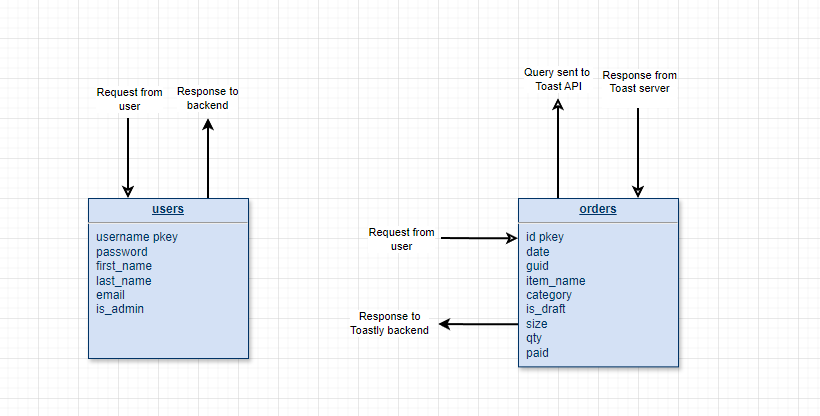 Request from
user
Response to
backend
users
username pkey
password
first_name
last_name
email
is_admin
Query sent to
Toast API
Response from
Toast server
Request from
user
Response to
Toastly backend
orders
id pkey
date
guid
item_name
category
is_draft
size
qty
paid